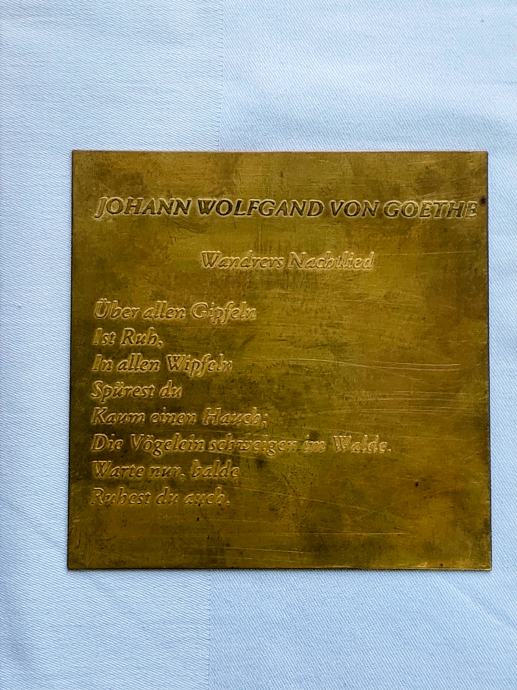 JOHANN WOLFGAND VON GOETHE
Wandrers Nachtlied
Über allen Gipfeln
Ist Ruh,
In allen Wipfeln
Spürest du
Kaum einen Hauch;
Die Vögelein schweigen im Walde.
Warte nur, balde
Ruhest du auch.